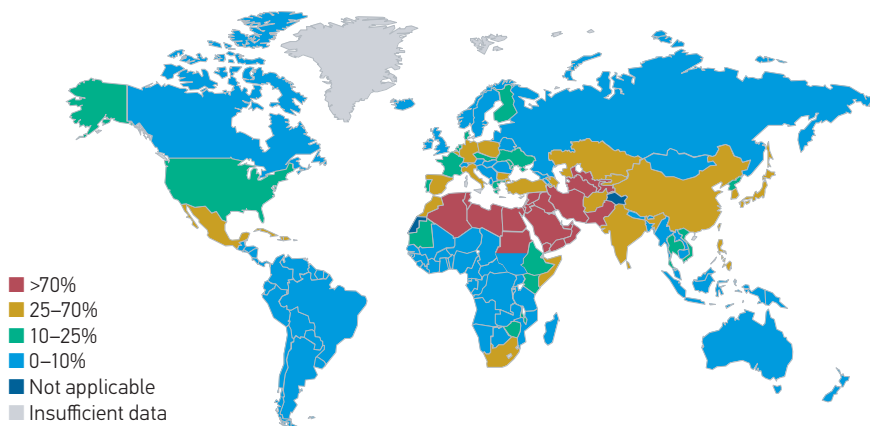 >70%
25–70%
10–25%
0–10%
Not applicable
Insufficient data